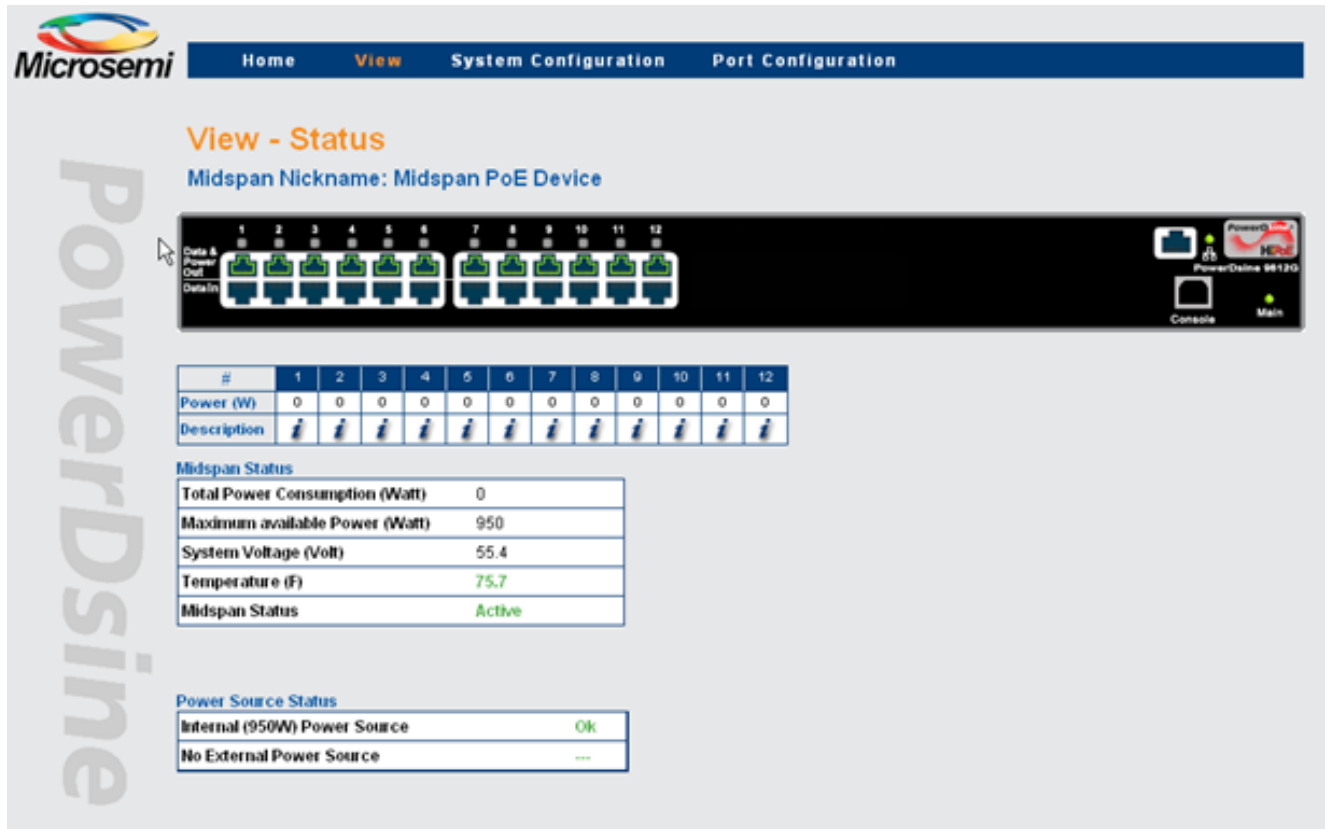 Microsemi
Home View System Configuration Port Configuration
View - Status
Midspan Nickname: Midspan PoE Device
PowerDsine
1 2 3 4 5 6 7 8 9 10 11 12
Data &
Power
Out
Data In
HiPoE
PowerDsine 9612G
Console
Main
# 1 2 3 4 5 6 7 8 9 10 11 12
Power (W) 0 0 0 0 0 0 0 0 0 0 0 0
Description i i i i i i i i i i i i
Midspan Status
Total Power Consumption (Watt) 0
Maximum available Power (Watt) 950
System Voltage (Volt) 55.4
Temperature (F) 75.7
Midspan Status Active
Power Source Status
Internal (950W) Power Source Ok
No External Power Source ---